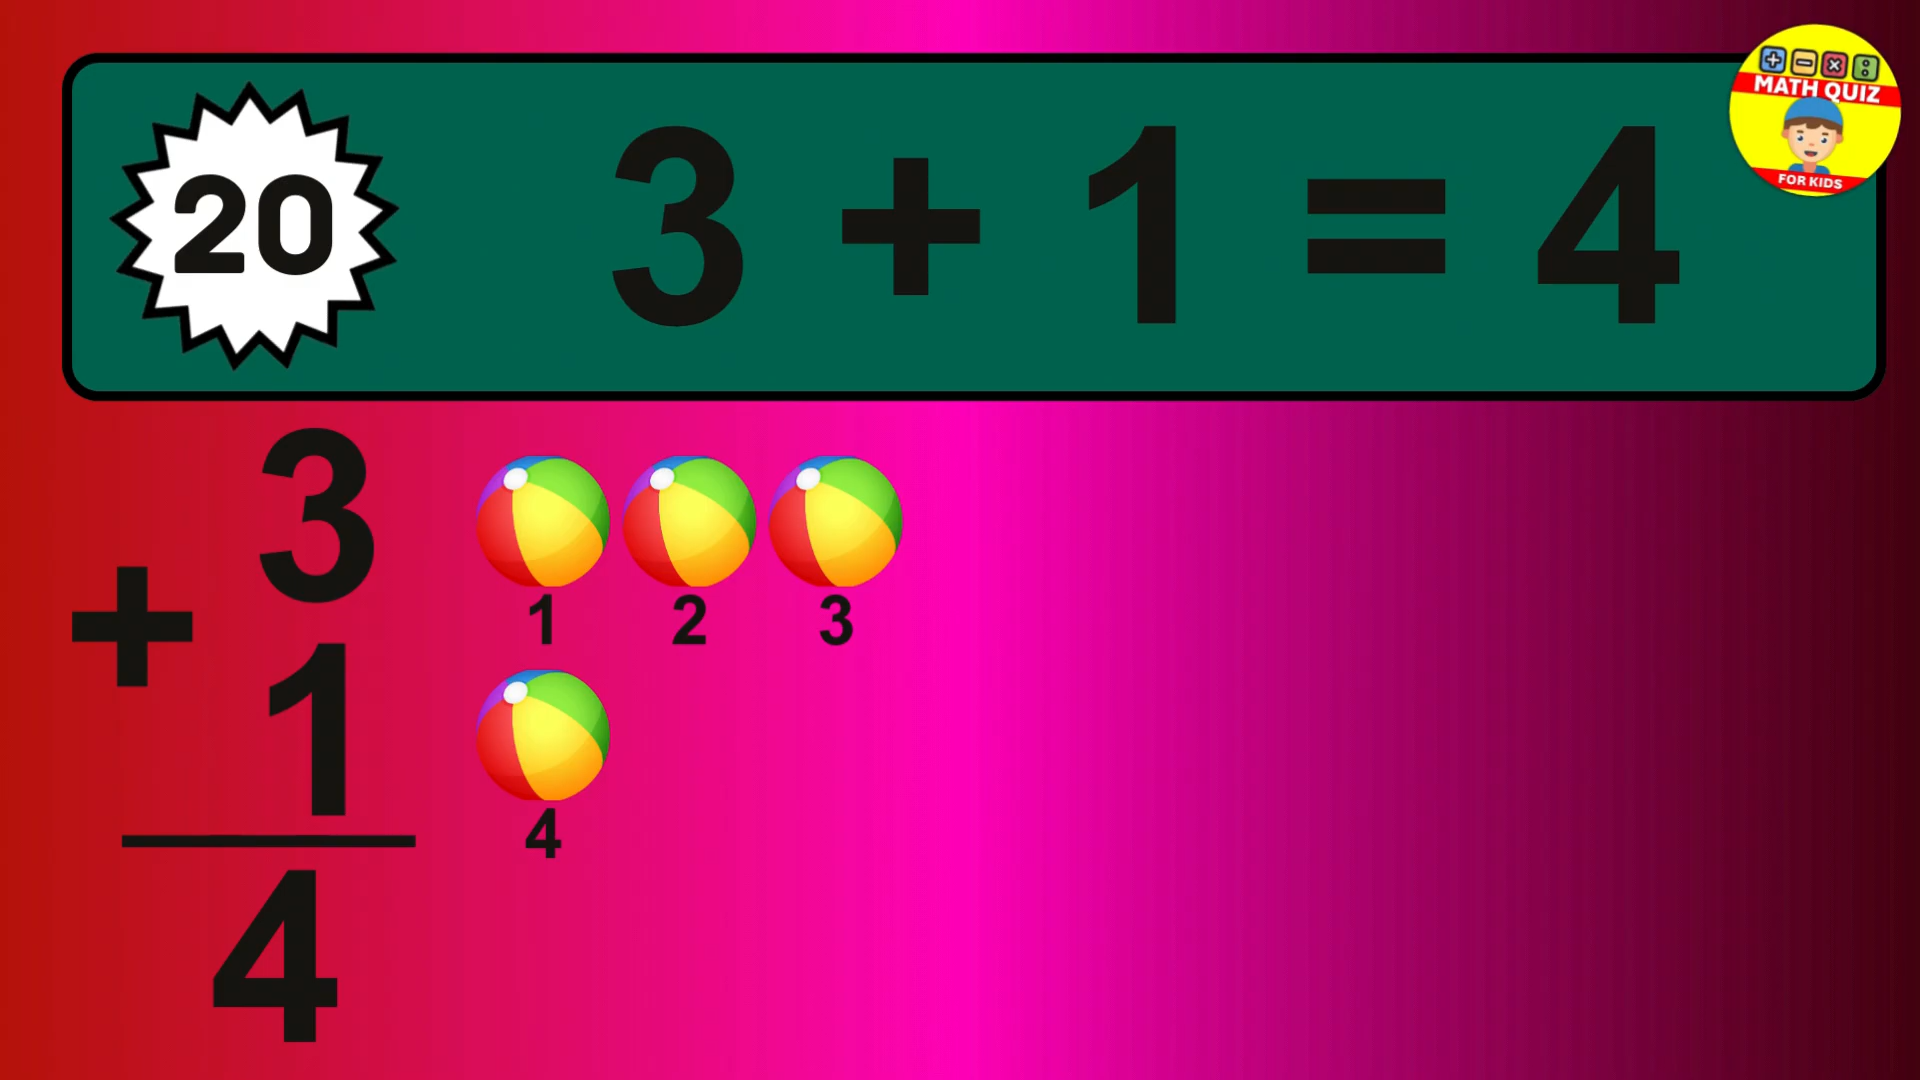 20
3 + 1 = 4
+ − × ÷
MATH QUIZ
FOR KIDS
3
1 2 3
+
1
4
4